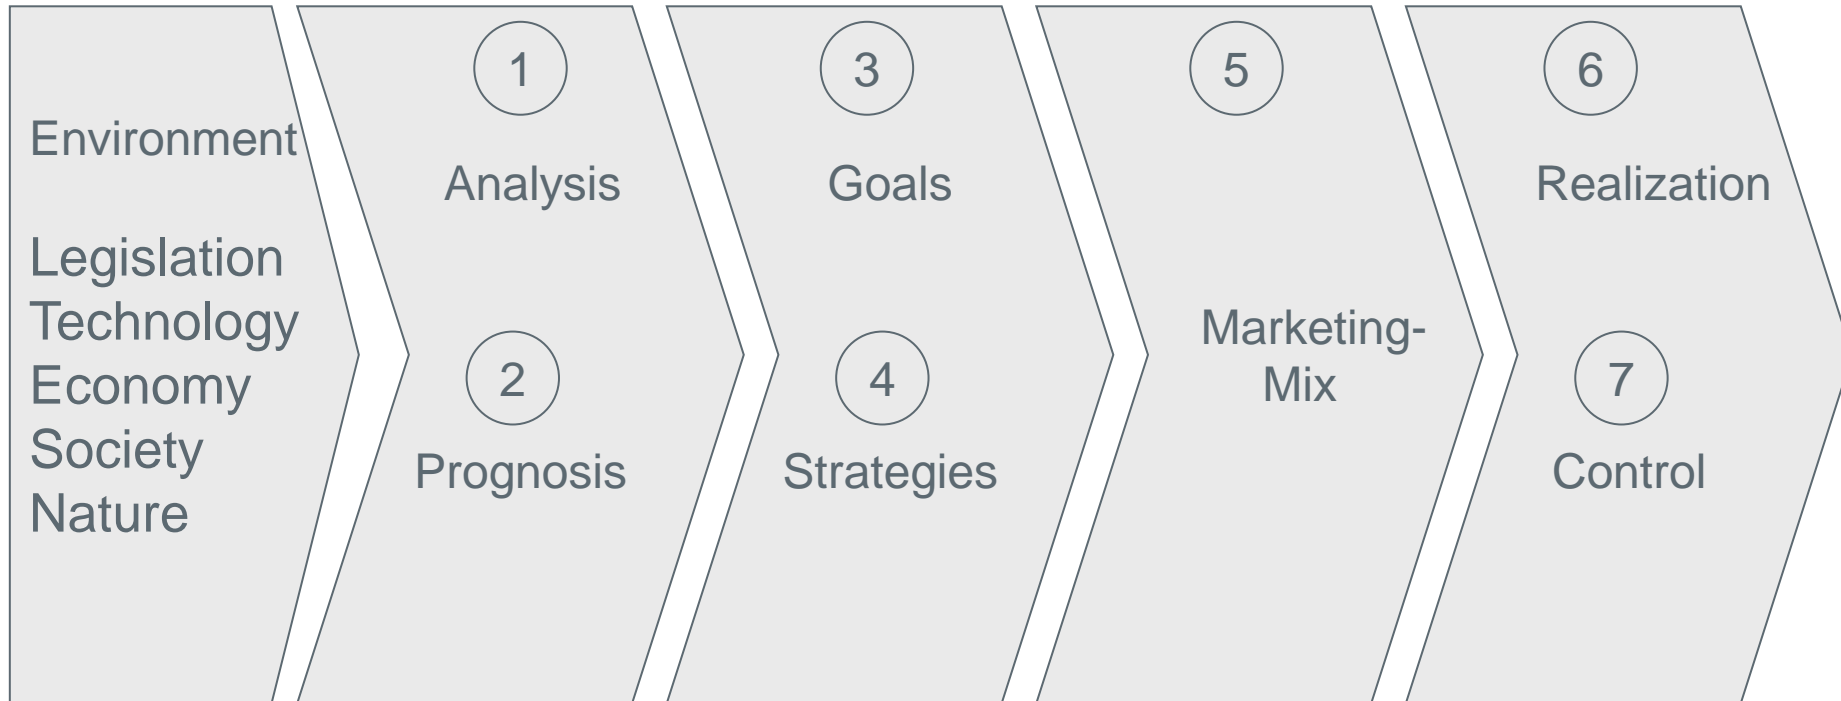 Environment
Legislation
Technology
Economy
Society
Nature
1
Analysis
2
Prognosis
3
Goals
4
Strategies
5
Marketing-
Mix
6
Realization
7
Control